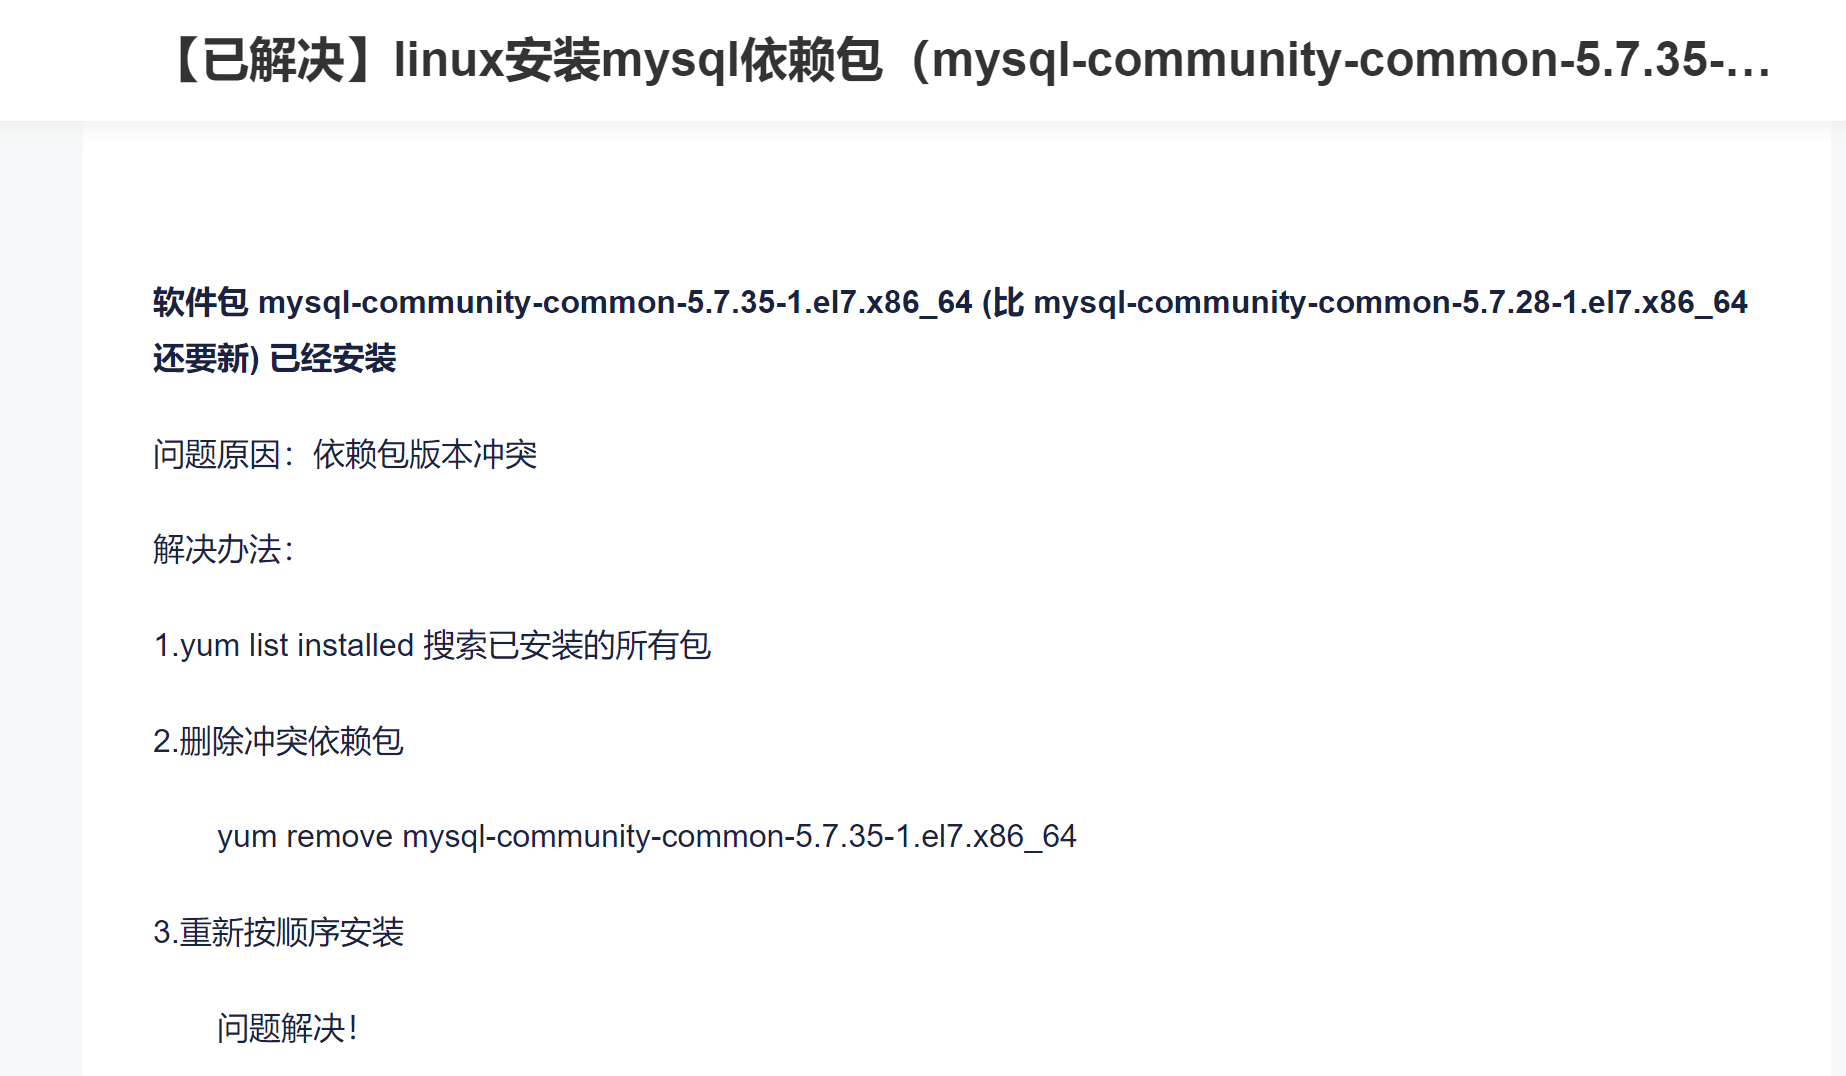 【已解决】linux安装mysql依赖包（mysql-community-common-5.7.35-...
软件包 mysql-community-common-5.7.35-1.el7.x86_64 (比 mysql-community-common-5.7.28-1.el7.x86_64
还要新) 已经安装
问题原因：依赖包版本冲突
解决办法：
1.yum list installed 搜索已安装的所有包
2.删除冲突依赖包
yum remove mysql-community-common-5.7.35-1.el7.x86_64
3.重新按顺序安装
问题解决！